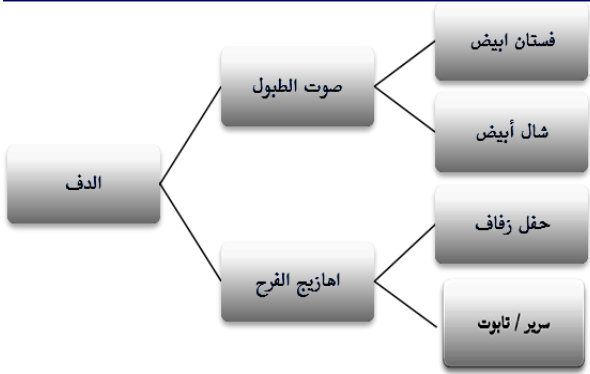 الدف
صوت الطبول
فستان ابيض
شال أبيض
اهازيج الفرح
حفل زفاف
سرير / تابوت